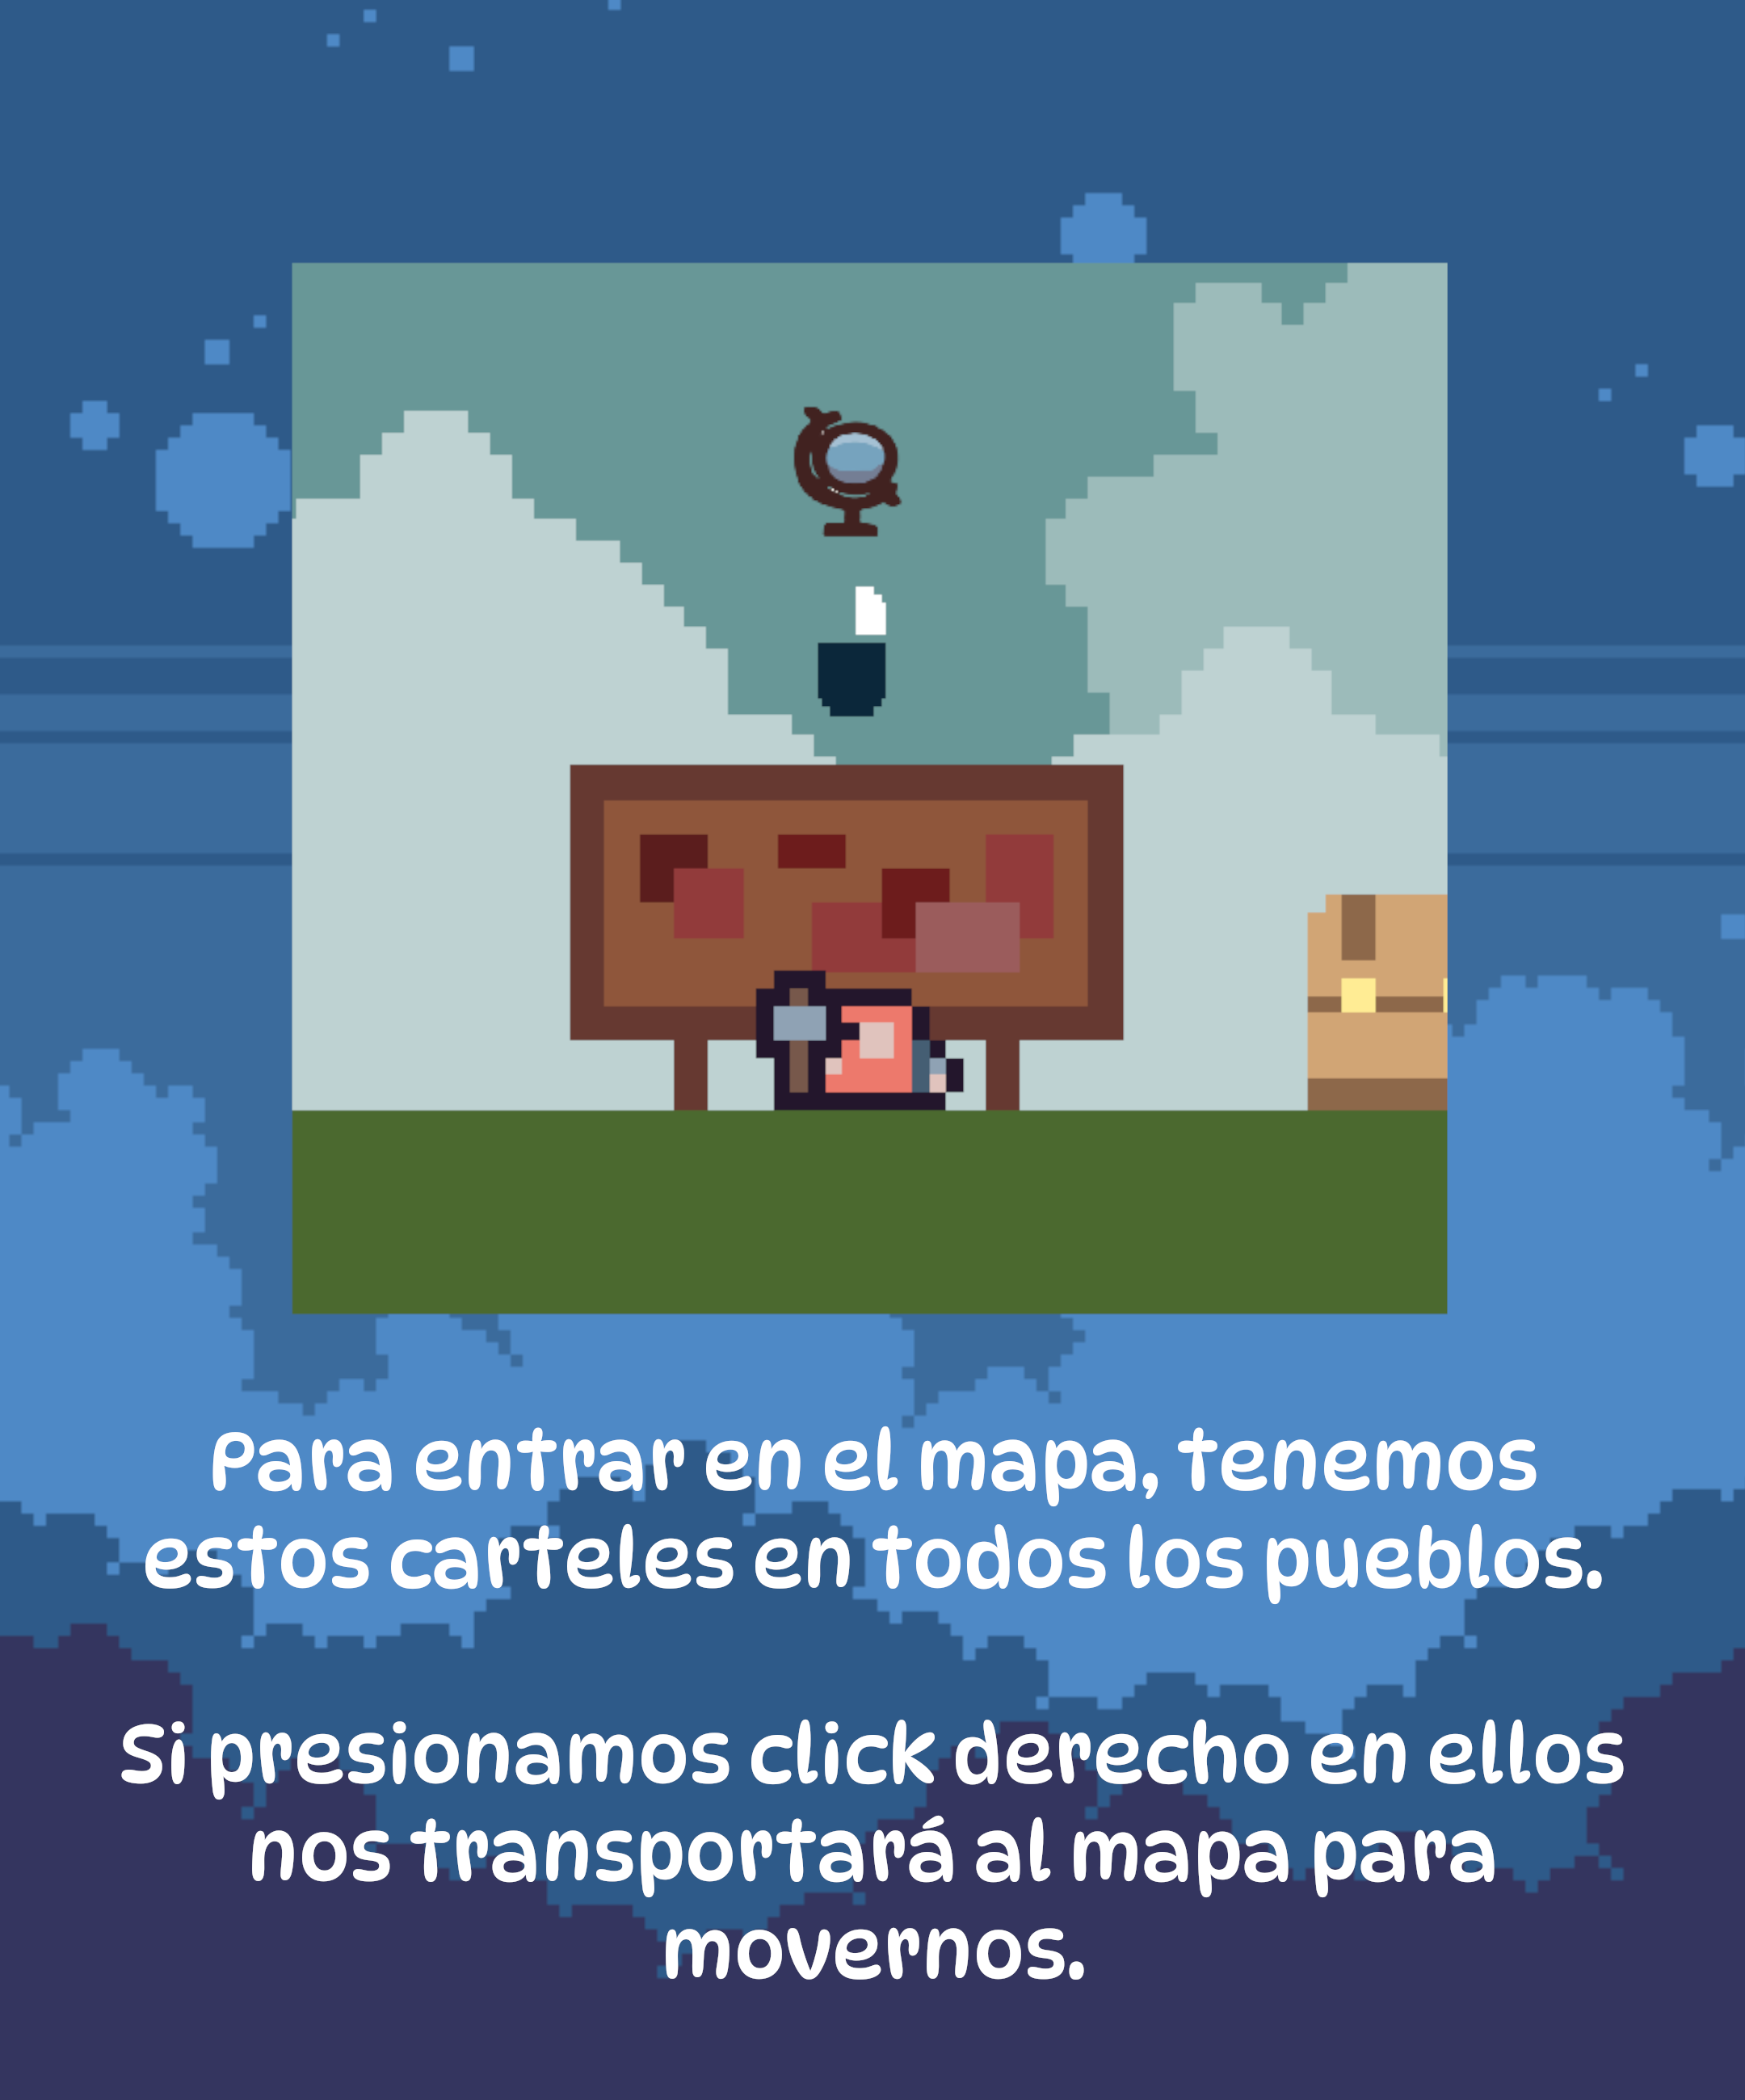 Para entrar en el mapa, tenemos
estos carteles en todos los pueblos.
Si presionamos click derecho en ellos
nos transportará al mapa para
movernos.